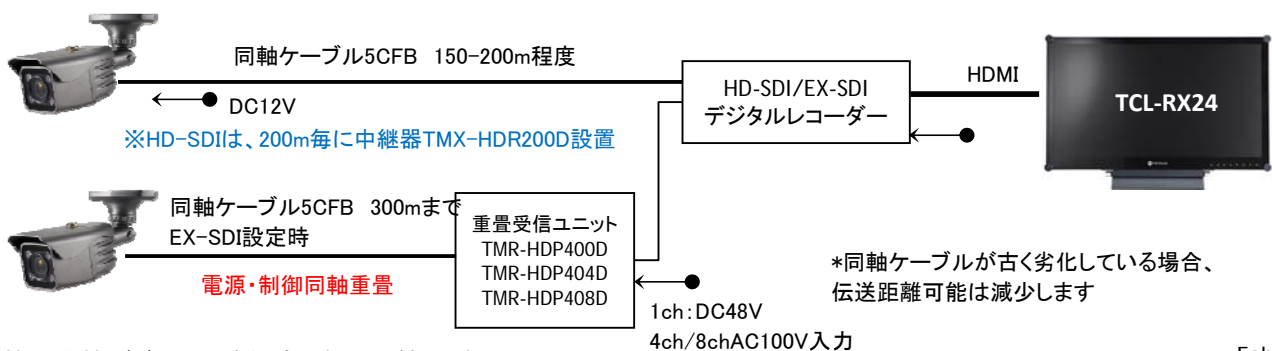 同軸ケーブル5CFB 150-200m程度
DC12V
※HD-SDIは、200m毎に中継器TMX-HDR200D設置
HD-SDI/EX-SDI
デジタルレコーダー
HDMI
TCL-RX24
同軸ケーブル5CFB 300mまで
EX-SDI設定時
電源・制御同軸重畳
重畳受信ユニット
TMR-HDP400D
TMR-HDP404D
TMR-HDP408D
1ch:DC48V
4ch/8chAC100V入力
*同軸ケーブルが古く劣化している場合、
伝送距離可能は減少します